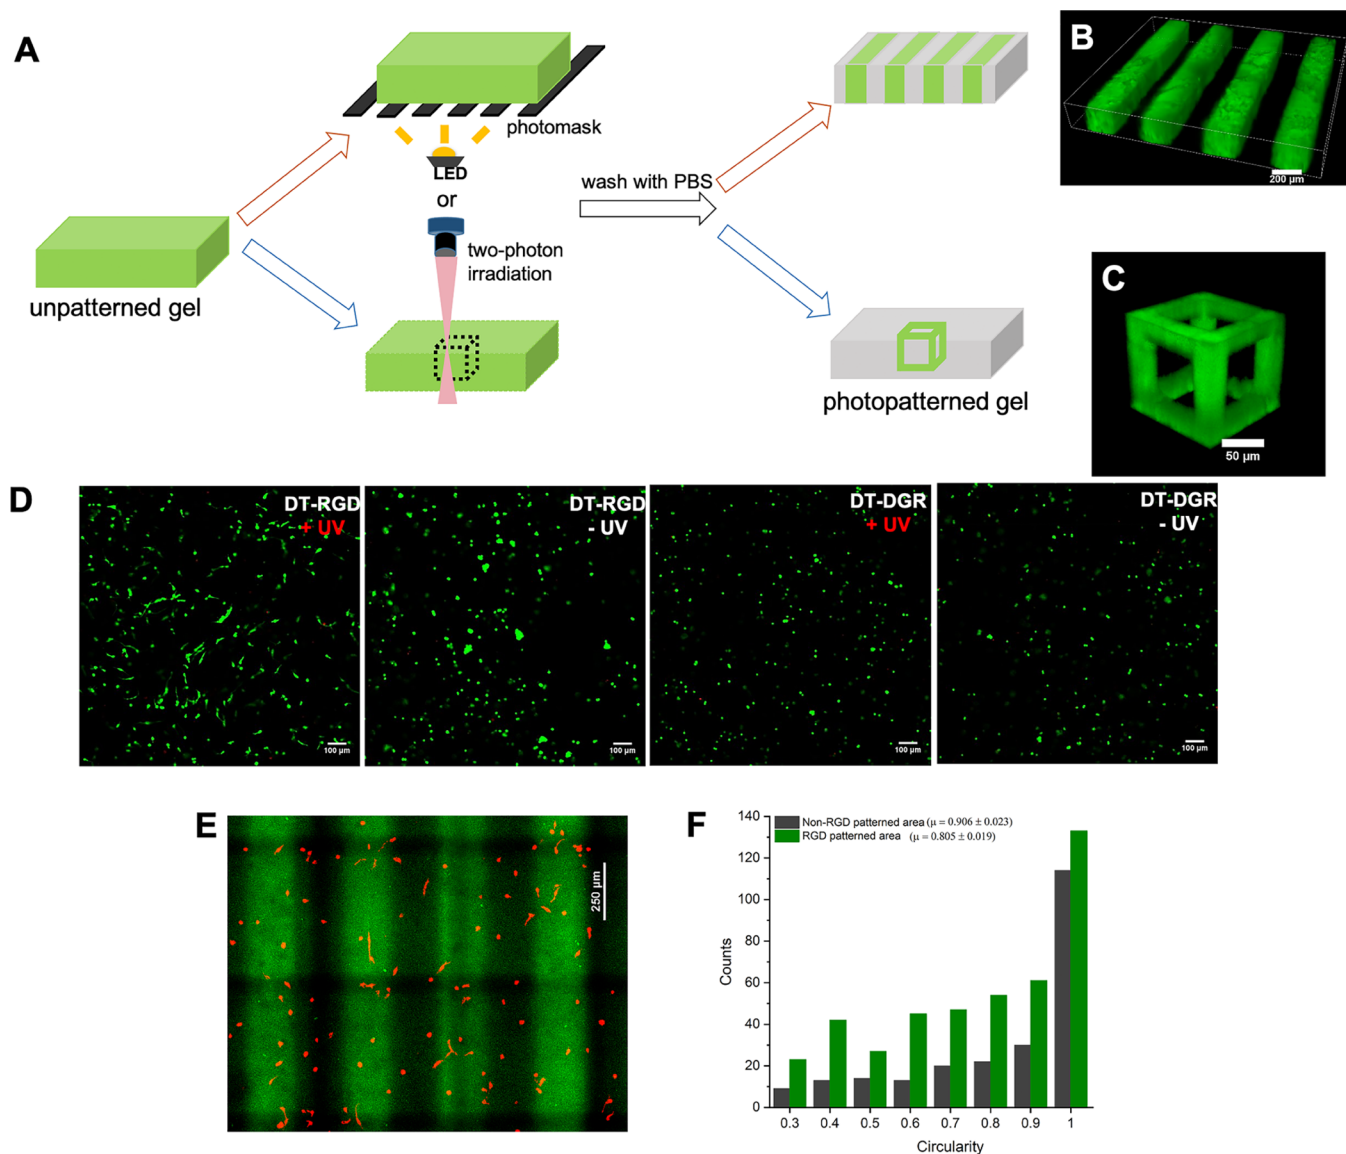 A
photomask
LED
or
two-photon
irradiation
unpatterned gel
wash with PBS
photopatterned gel
B
200 μm
C
50 μm
D
DT-RGD
+ UV
100 μm
DT-RGD
- UV
100 μm
DT-DGR
+ UV
100 μm
DT-DGR
- UV
100 μm
E
250 μm
F
Non-RGD patterned area (μ = 0.906 ± 0.023)
RGD patterned area (μ = 0.805 ± 0.019)
Counts
140
120
100
80
60
40
20
0
0.3 0.4 0.5 0.6 0.7 0.8 0.9 1
Circularity